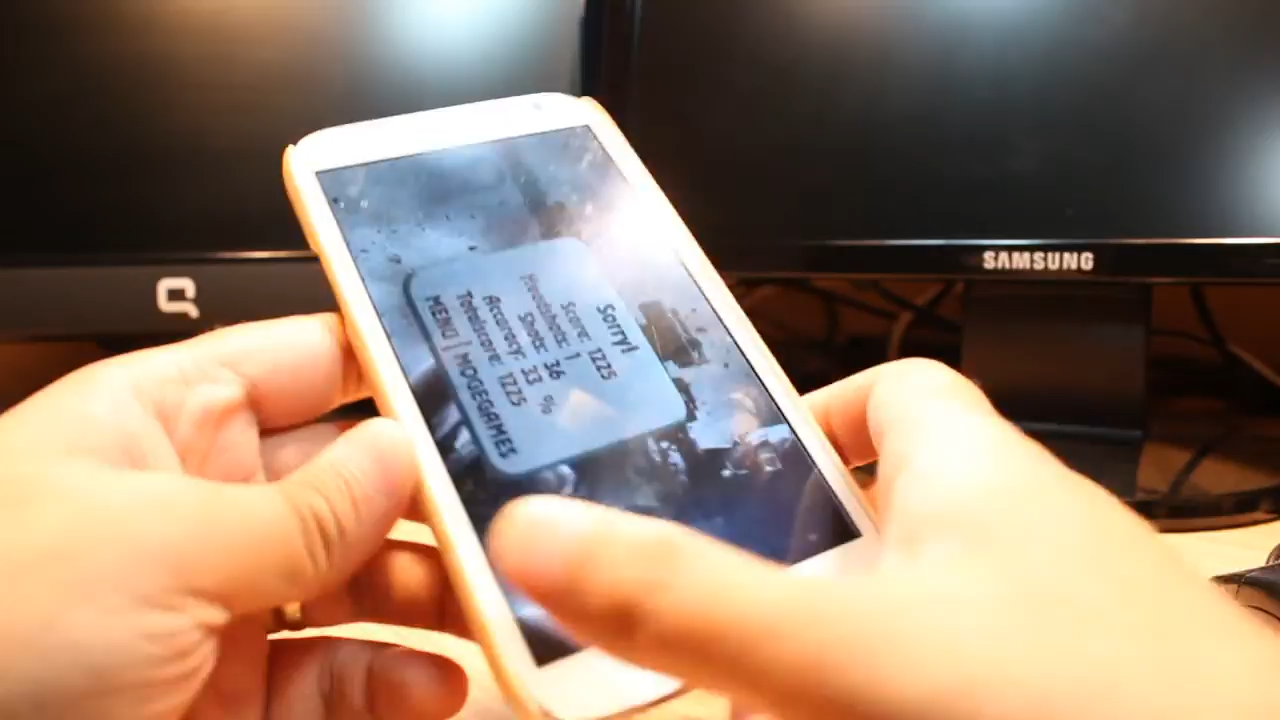 Sorry!
Score: 1225
Headshots: 1
Shots: 36
Accuracy: 33 %
Totalscore: 1225
MENU | MOGEGAMES
SAMSUNG